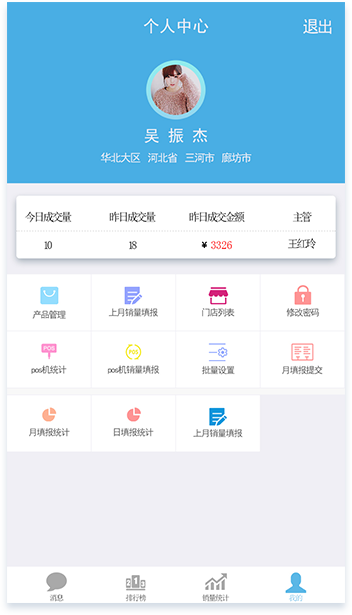 个人中心 退出
吴 振 杰
华北大区 河北省 三河市 廊坊市
今日成交量 昨日成交量 昨日成交金额 主管
10 18 ¥ 3326 王红玲
产品管理 上月销量填报 门店列表 修改密码
POS POS
pos机统计 pos机销量填报 批量设置 月填报提交
月填报统计 日填报统计 上月销量填报
2 1 3
消息 排行榜 销量统计 我的